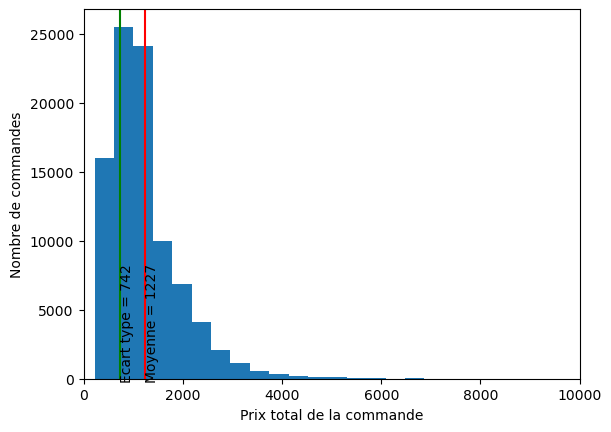 25000
20000
15000
10000
5000
0
Nombre de commandes
Ecart type = 742
Moyenne = 1227
0 2000 4000 6000 8000 10000
Prix total de la commande